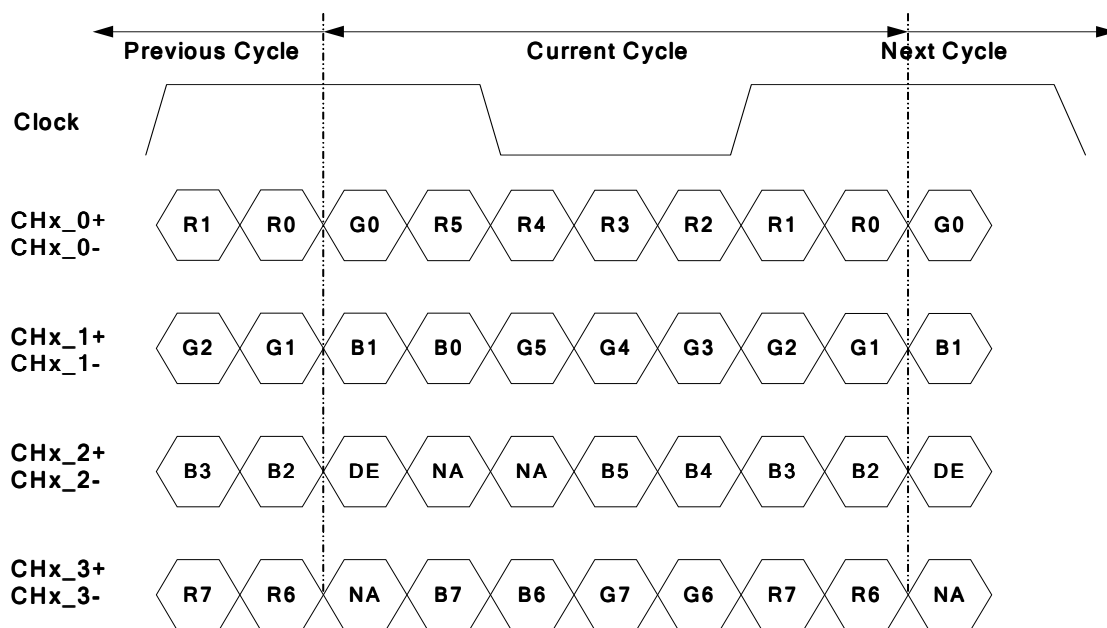 Previous Cycle Current Cycle Next Cycle
Clock
CHx_0+
CHx_0-
R1 R0 G0 R5 R4 R3 R2 R1 R0 G0
CHx_1+
CHx_1-
G2 G1 B1 B0 G5 G4 G3 G2 G1 B1
CHx_2+
CHx_2-
B3 B2 DE NA NA B5 B4 B3 B2 DE
CHx_3+
CHx_3-
R7 R6 NA B7 B6 G7 G6 R7 R6 NA